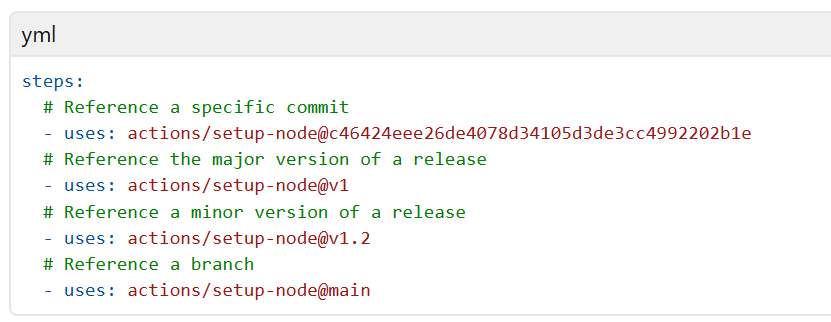 yml
steps:
  # Reference a specific commit
  - uses: actions/setup-node@c46424eee26de4078d34105d3de3cc4992202b1e
  # Reference the major version of a release
  - uses: actions/setup-node@v1
  # Reference a minor version of a release
  - uses: actions/setup-node@v1.2
  # Reference a branch
  - uses: actions/setup-node@main